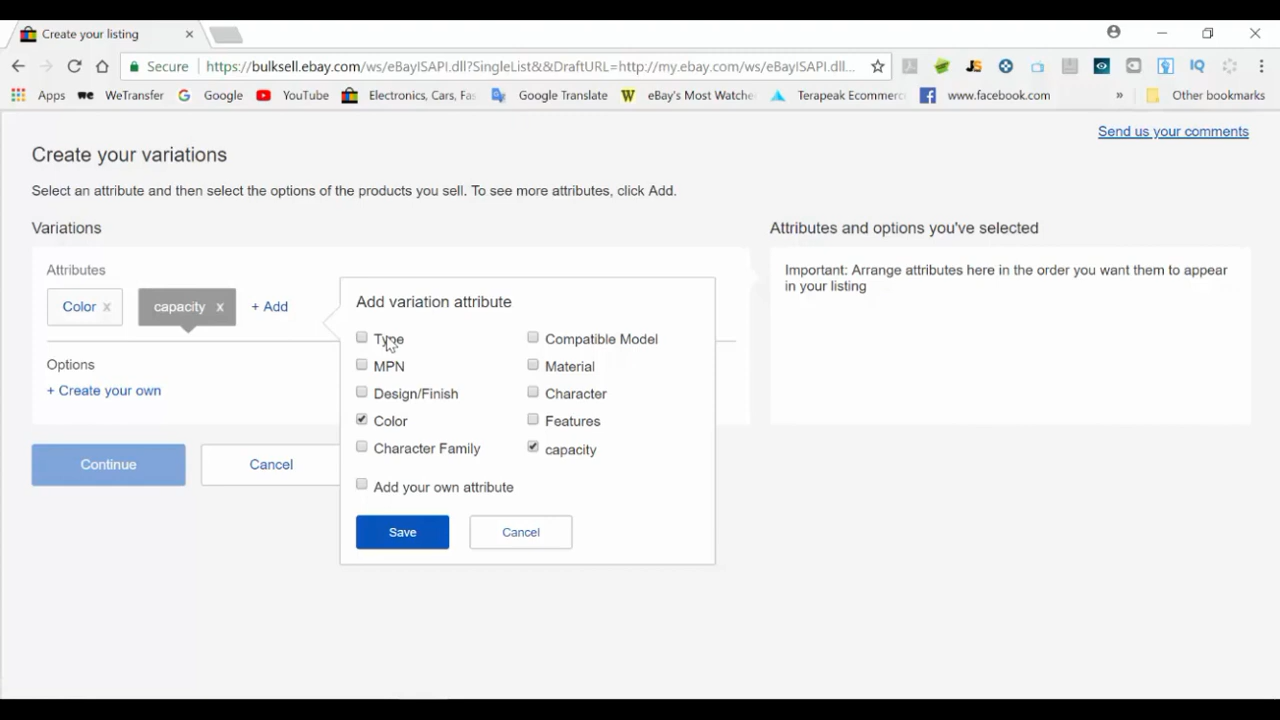 Create your listing
Secure https://bulksell.ebay.com/ws/eBayISAPI.dll?SingleList&&DraftURL=http://my.ebay.com/ws/eBayISAPI.dll...
Apps WeTransfer Google YouTube Electronics, Cars, Fas Google Translate eBay's Most Watche Terapeak Ecommerc www.facebook.com » Other bookmarks
Send us your comments
Create your variations
Select an attribute and then select the options of the products you sell. To see more attributes, click Add.
Variations
Attributes
Color x capacity x + Add
Options
+ Create your own
Continue Cancel
Add variation attribute
Type Compatible Model
MPN Material
Design/Finish Character
Color Features
Character Family capacity
Add your own attribute
Save Cancel
Attributes and options you've selected
Important: Arrange attributes here in the order you want them to appear
in your listing